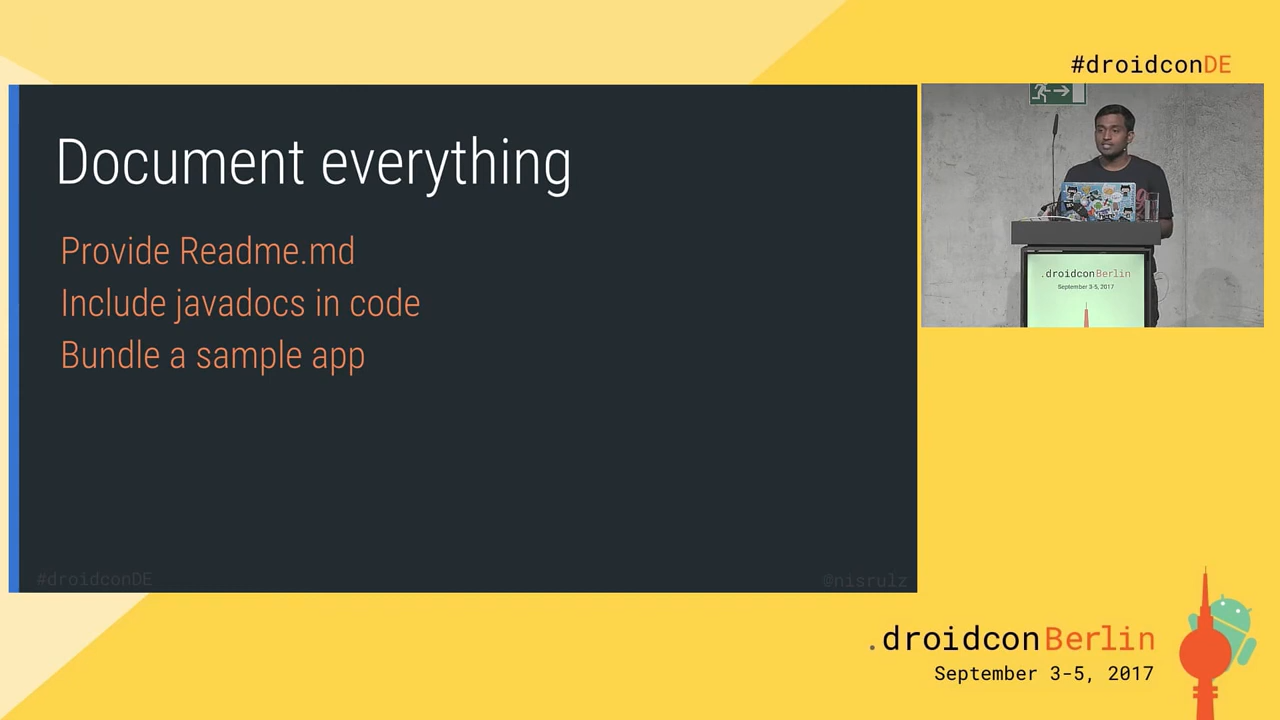 #droidconDE
Document everything
Provide Readme.md
Include javadocs in code
Bundle a sample app
#droidconDE
@nisrulz
.droidconBerlin
September 3-5, 2017
.droidconBerlin
September 3-5, 2017